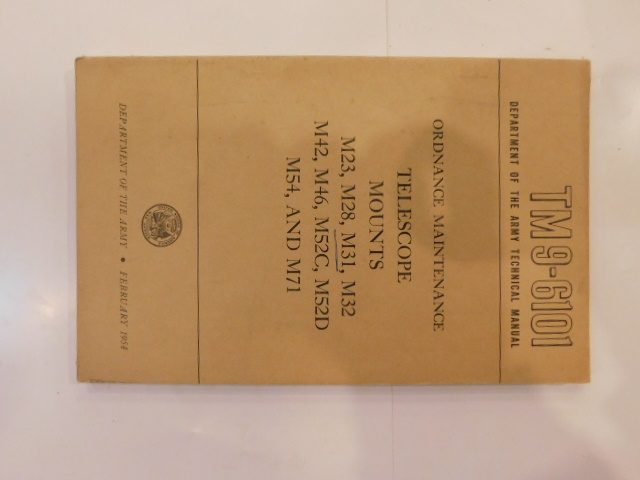 TM 9-6101
DEPARTMENT OF THE ARMY TECHNICAL MANUAL
ORDNANCE MAINTENANCE
TELESCOPE
MOUNTS
M23, M28, M31, M32
M42, M46, M52C, M52D
M54, AND M71
DEPARTMENT OF THE ARMY • FEBRUARY 1954